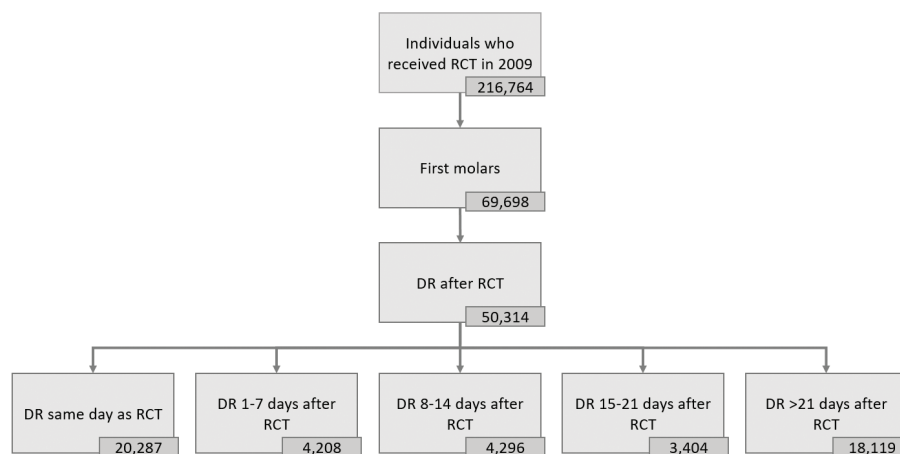 Individuals who
received RCT in 2009
216,764
First molars
69,698
DR after RCT
50,314
DR same day as RCT
20,287
DR 1-7 days after
RCT
4,208
DR 8-14 days after
RCT
4,296
DR 15-21 days after
RCT
3,404
DR >21 days after
RCT
18,119